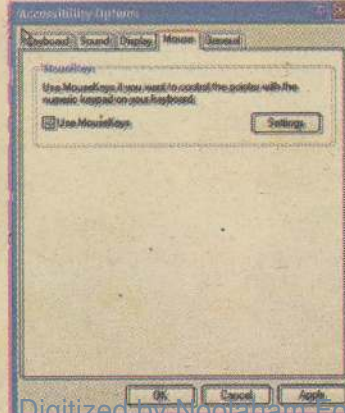 Accessibility Options
Keyboard Sound Display Mouse General
MouseKeys
Use MouseKeys if you want to control the pointer with the
numeric keypad on your keyboard.
Use MouseKeys
Settings
OK Cancel Apply
Digitized by